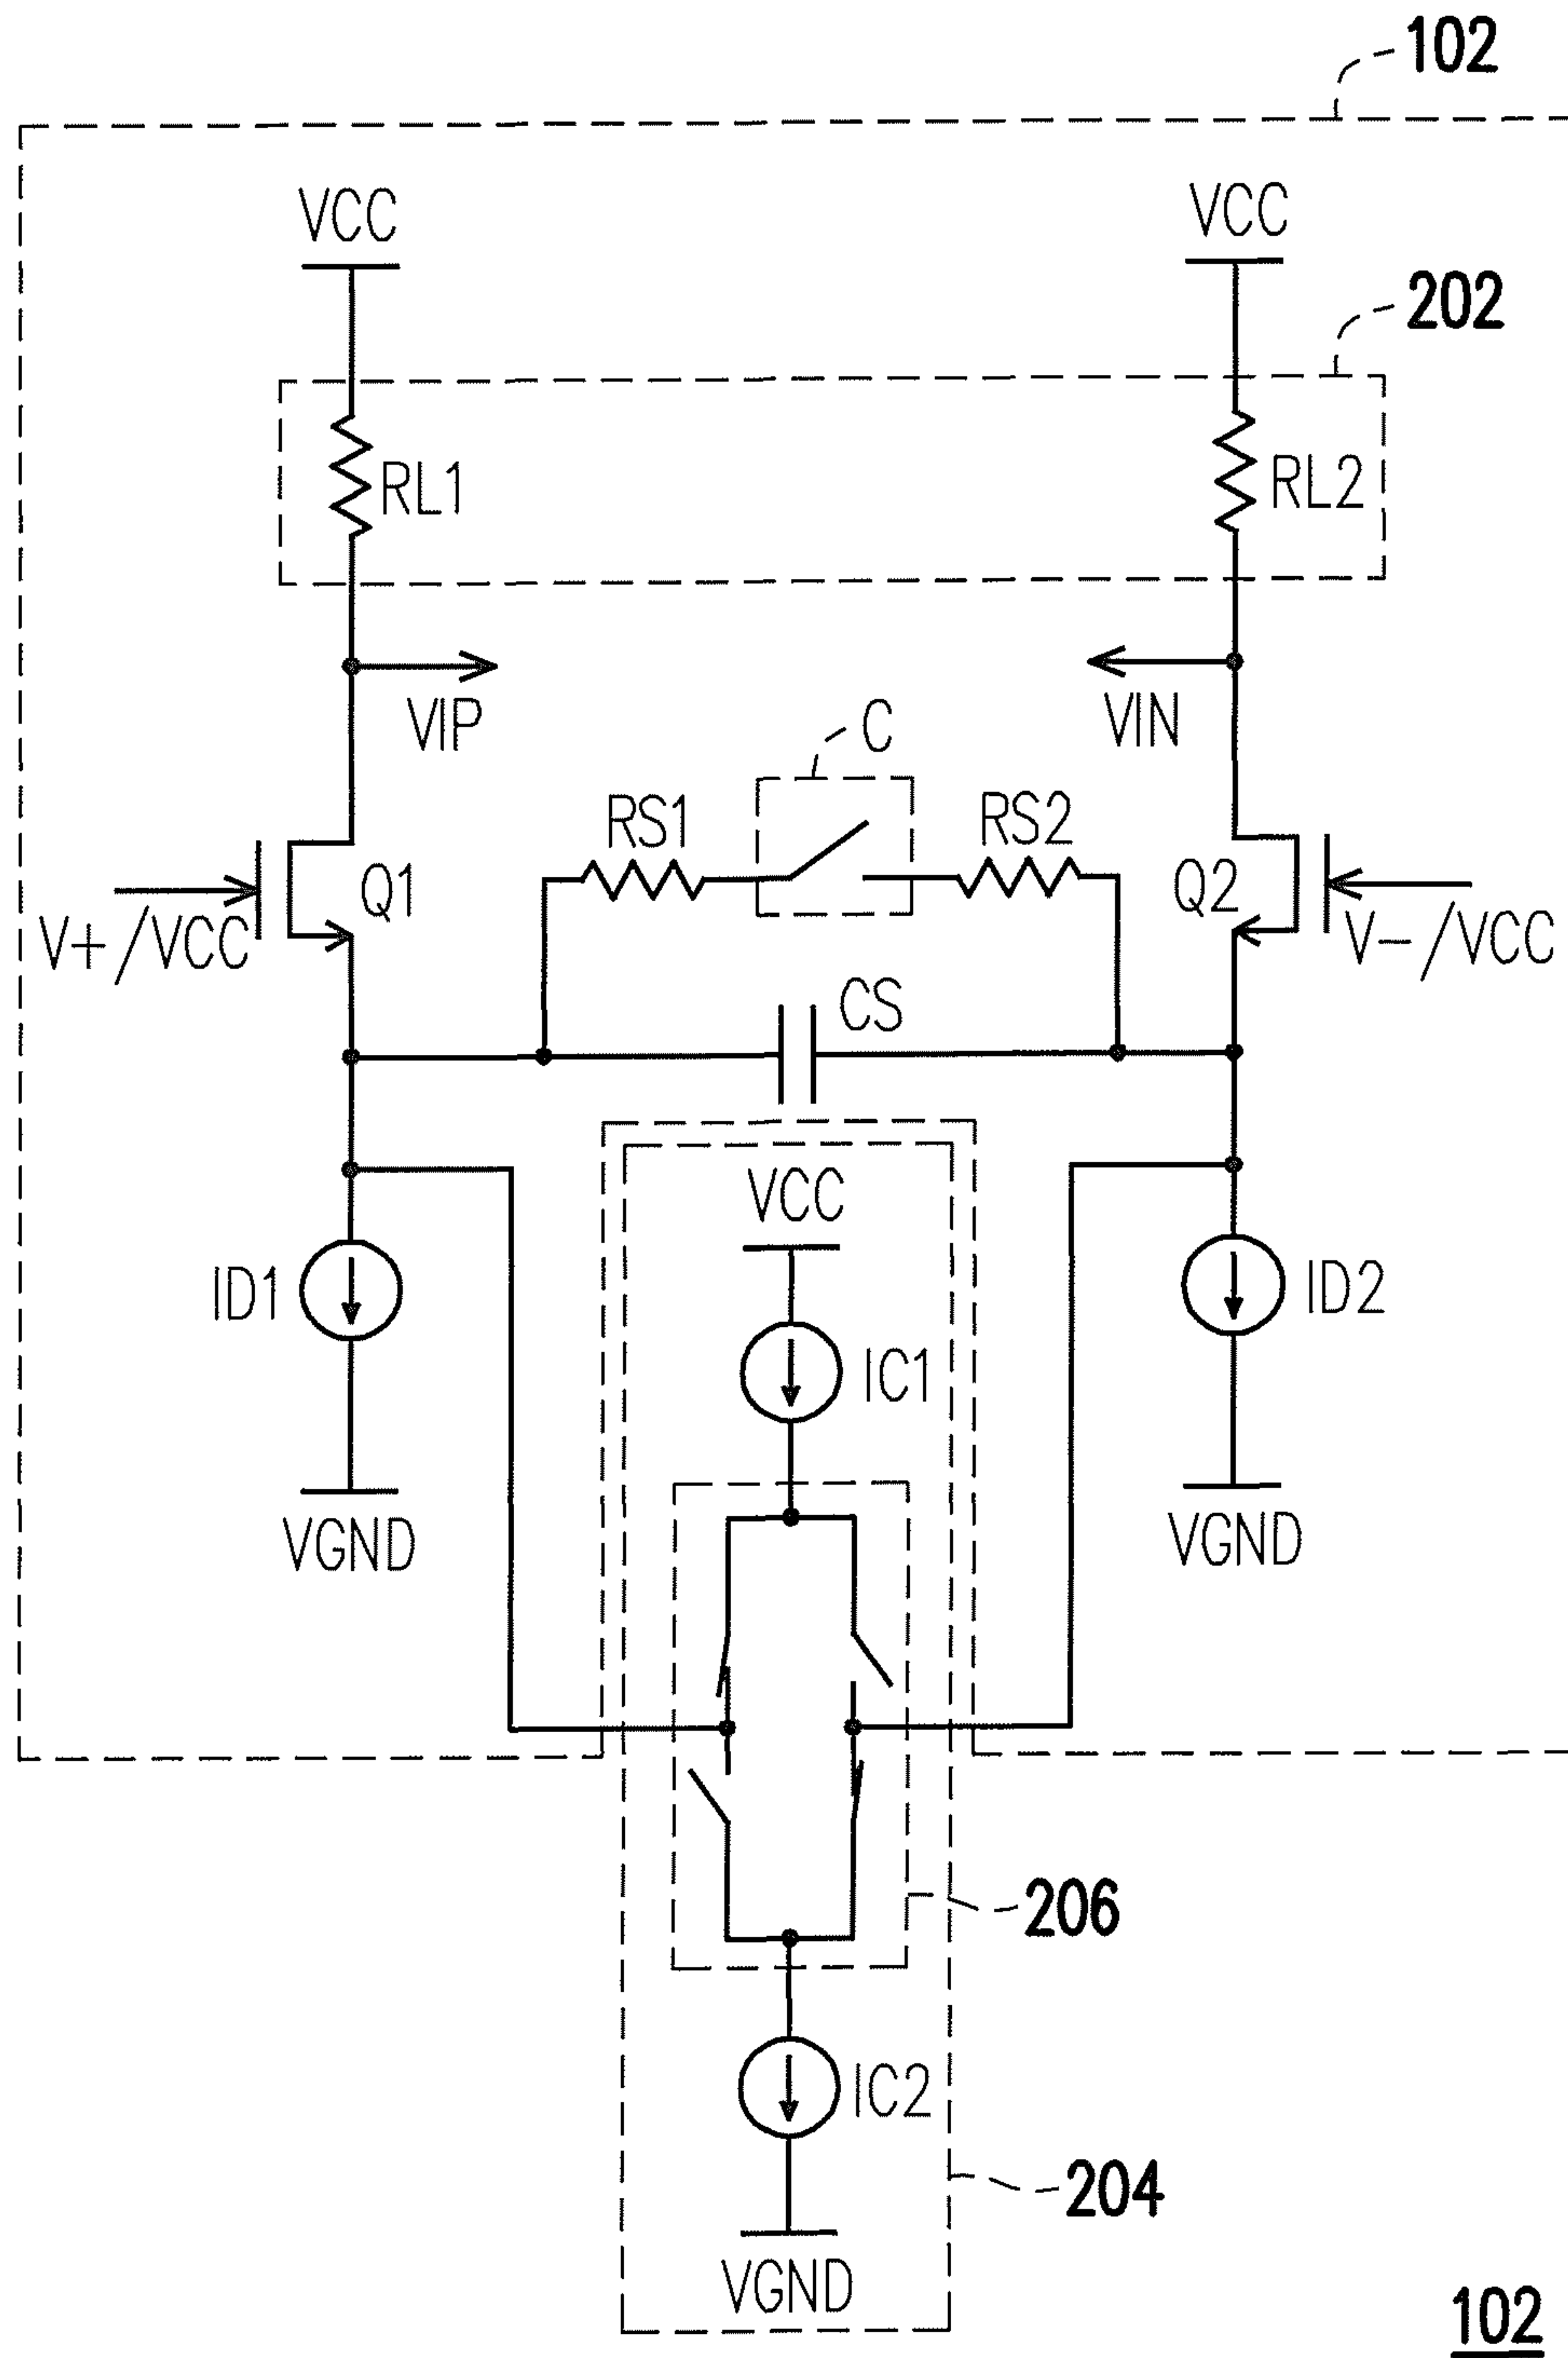 102
VCC
VCC
202
RL1
RL2
VIP
VIN
C
RS1
RS2
Q1
Q2
V+/VCC
V-/VCC
CS
VCC
ID1
ID2
IC1
VGND
VGND
206
IC2
204
VGND
102